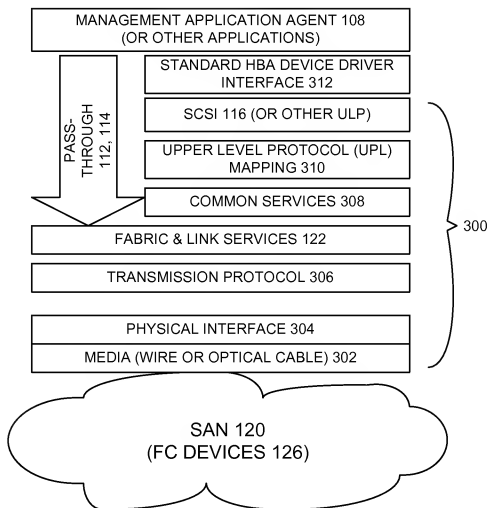 MANAGEMENT APPLICATION AGENT 108
(OR OTHER APPLICATIONS)
STANDARD HBA DEVICE DRIVER
INTERFACE 312
PASS-
THROUGH
112, 114
SCSI 116 (OR OTHER ULP)
UPPER LEVEL PROTOCOL (UPL)
MAPPING 310
COMMON SERVICES 308
300
FABRIC & LINK SERVICES 122
TRANSMISSION PROTOCOL 306
PHYSICAL INTERFACE 304
MEDIA (WIRE OR OPTICAL CABLE) 302
SAN 120
(FC DEVICES 126)